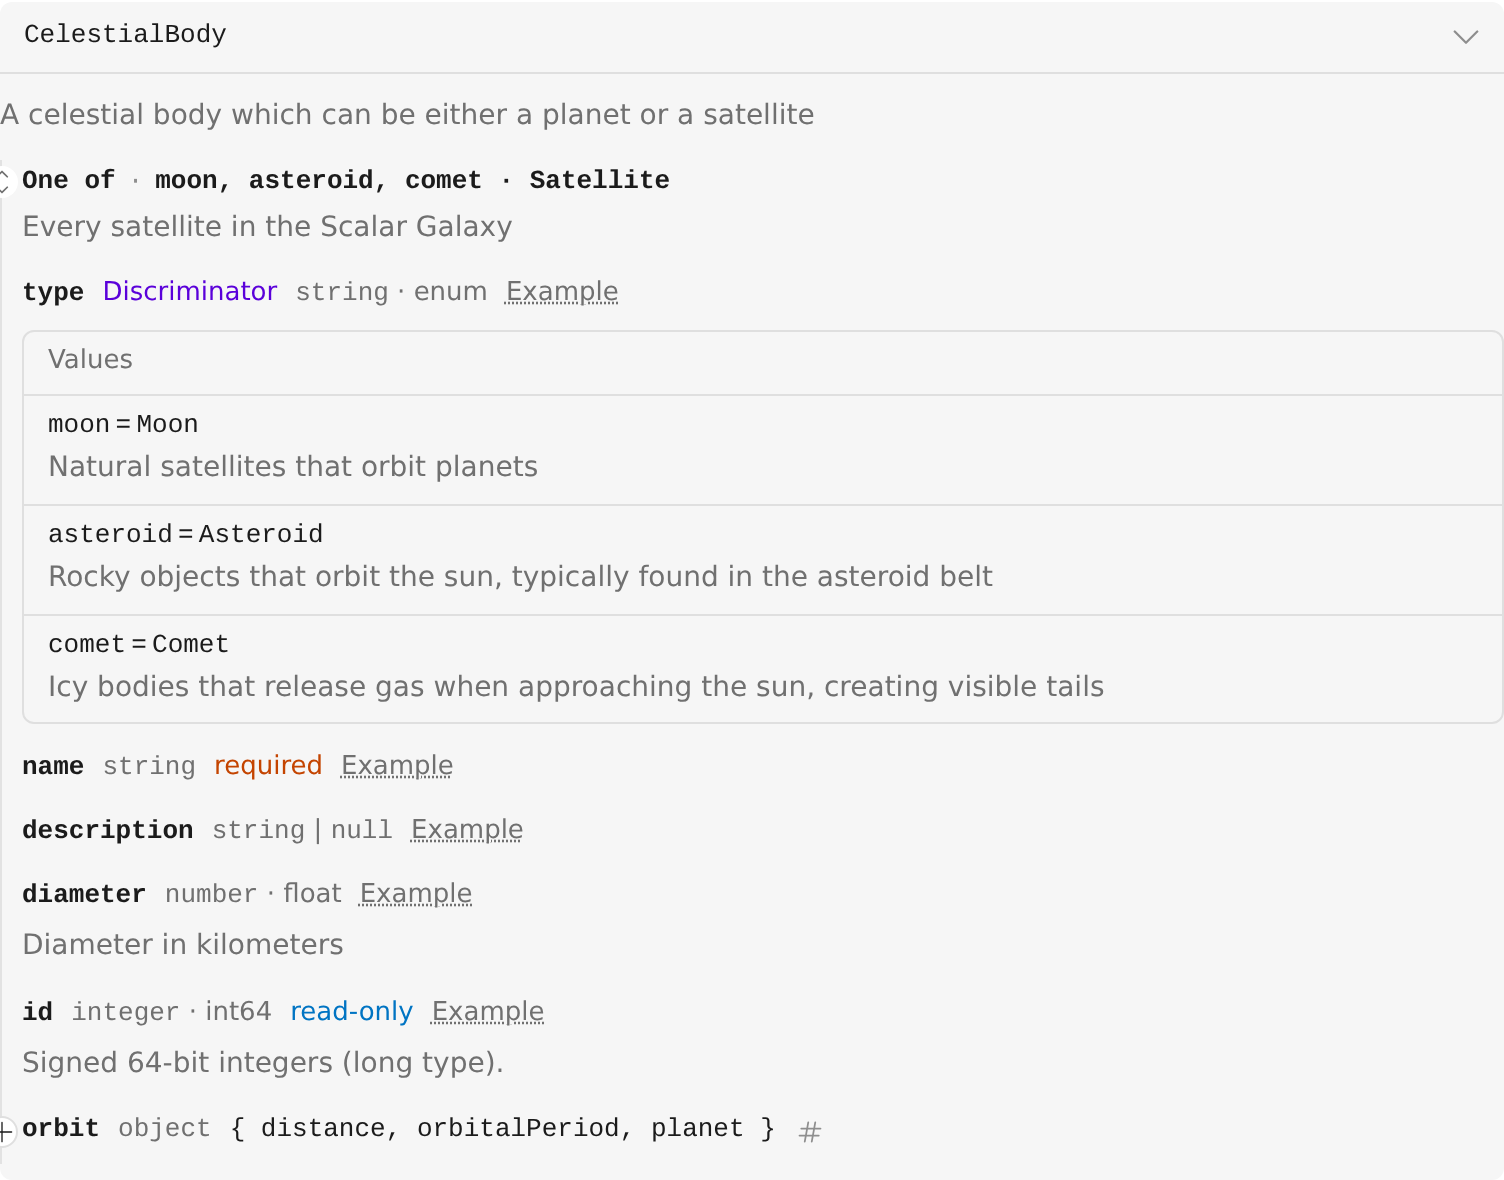 CelestialBody
A celestial body which can be either a planet or a satellite
One of · moon, asteroid, comet · Satellite
Every satellite in the Scalar Galaxy
type Discriminator string · enum Example
Values
moon = Moon
Natural satellites that orbit planets
asteroid = Asteroid
Rocky objects that orbit the sun, typically found in the asteroid belt
comet = Comet
Icy bodies that release gas when approaching the sun, creating visible tails
name string required Example
description string | null Example
diameter number · float Example
Diameter in kilometers
id integer · int64 read-only Example
Signed 64-bit integers (long type).
orbit object { distance, orbitalPeriod, planet } #